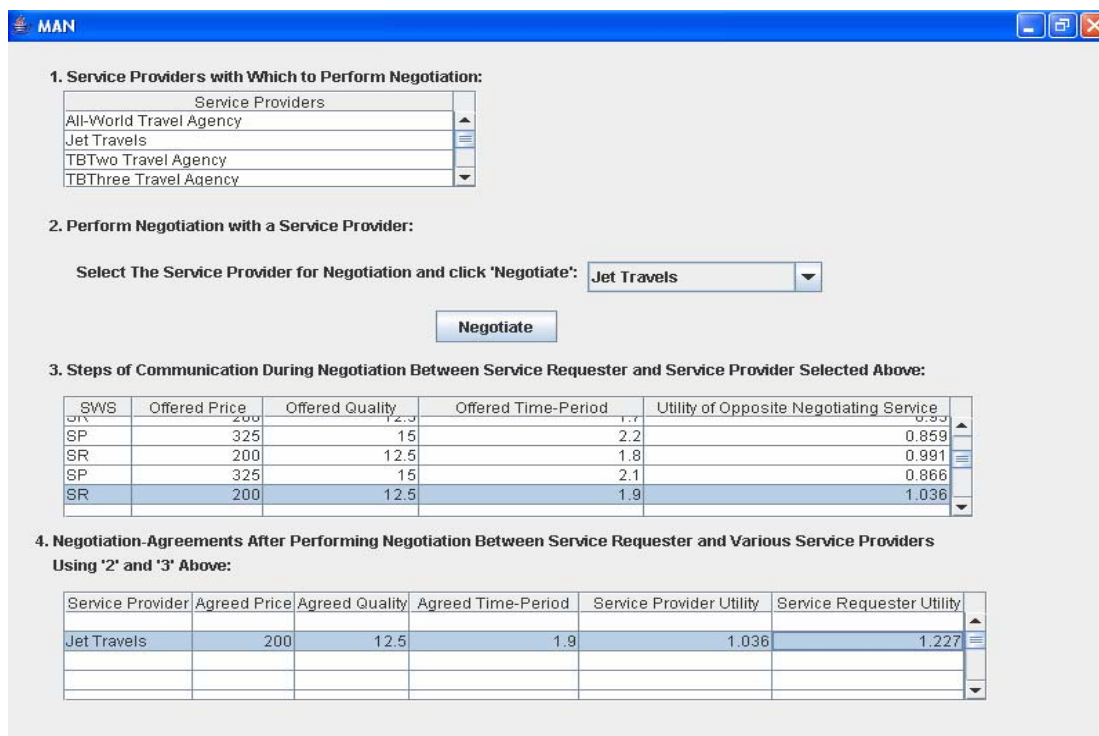 MAN
1. Service Providers with Which to Perform Negotiation:
Service Providers
All-World Travel Agency
Jet Travels
TBTwo Travel Agency
TBThree Travel Agency
2. Perform Negotiation with a Service Provider:
Select The Service Provider for Negotiation and click 'Negotiate': Jet Travels
Negotiate
3. Steps of Communication During Negotiation Between Service Requester and Service Provider Selected Above:
SWS Offered Price Offered Quality Offered Time-Period Utility of Opposite Negotiating Service
SR 200 12.5 1.7
SP 325 15 2.2 0.859
SR 200 12.5 1.8 0.991
SP 325 15 2.1 0.866
SR 200 12.5 1.9 1.036
4. Negotiation-Agreements After Performing Negotiation Between Service Requester and Various Service Providers
Using '2' and '3' Above:
Service Provider Agreed Price Agreed Quality Agreed Time-Period Service Provider Utility Service Requester Utility
Jet Travels 200 12.5 1.9 1.036 1.227